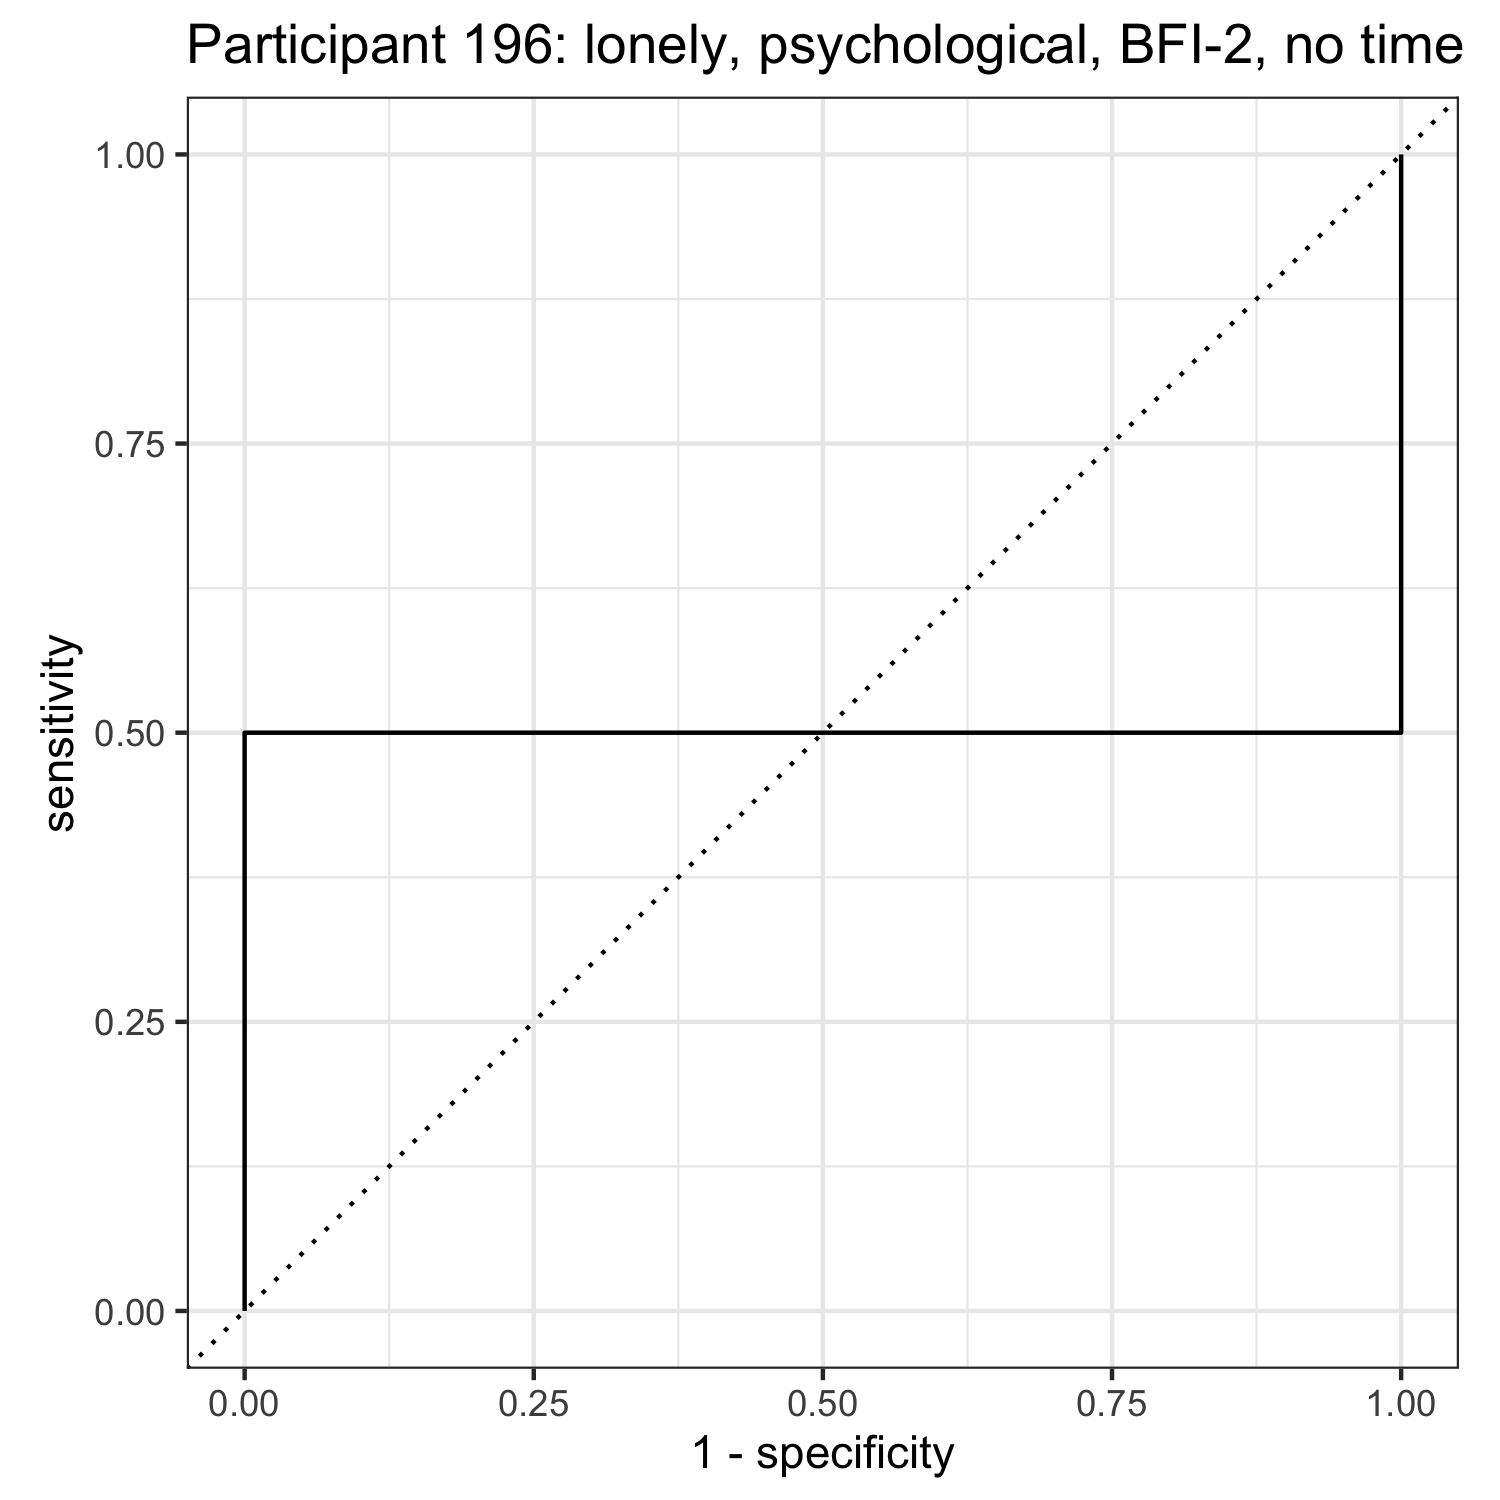 Participant 196: lonely, psychological, BFI-2, no time
1.00
0.75
0.50
0.25
0.00
sensitivity
0.00 0.25 0.50 0.75 1.00
1 - specificity